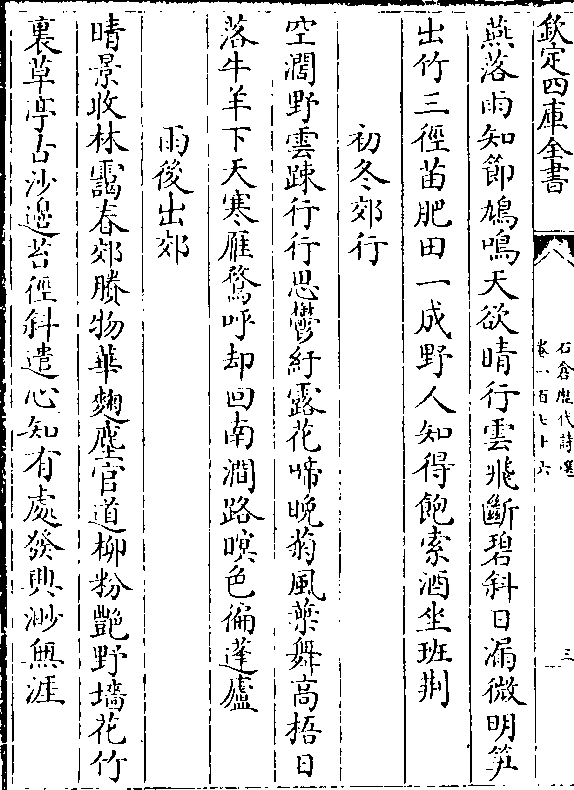 欽定四庫全書
石倉歷代詩選
卷一百七十六
三
燕落雨知節鳩鳴天欲晴行雲飛斷碧斜日漏微明笋
出竹三徑苗肥田一成野人知得飽索酒坐班荆
初冬郊行
空濶野雲踈行行思鬱紆露花啼晚菊風葉舞高梧日
落牛羊下天寒雁鶩呼却回南澗路暝色徧蓬廬
雨後出郊
晴景收林靄春郊勝物華麴塵官道柳粉艷野墻花竹
裏草亭古沙邊苔徑斜遣心知有處發興渺無涯